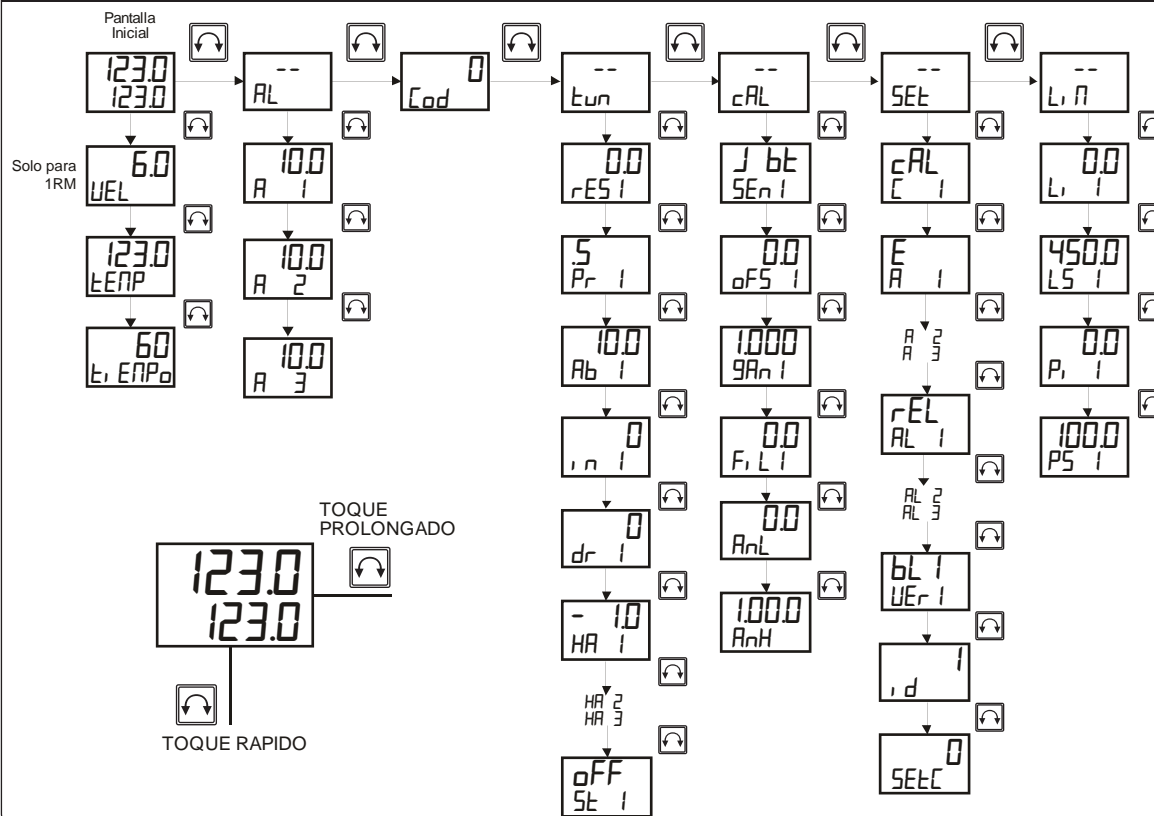 Pantalla
Inicial
123.0
123.0
Solo para
1RM
6.0
VEL
123.0
tEMP
60
tiEMPo
--
AL
10.0
A 1
10.0
A 2
10.0
A 3
0
Cod
--
tun
0.0
rES1
.5
Pr 1
10.0
Ab 1
0
in 1
0
dr 1
- 1.0
HA 1
HA 2
HA 3
oFF
St 1
--
cAL
J bt
SEn1
0.0
oFS 1
1.000
gAn1
0.0
FiL1
0.0
AnL
1.00.0
AnH
--
SEt
cAL
C 1
E
A 1
A 2
A 3
rEL
AL 1
AL 2
AL 3
bL 1
VEr1
1
id
0
SEtC
--
LiM
0.0
Li 1
450.0
LS 1
0.0
Pi 1
100.0
PS 1
123.0
123.0
TOQUE
PROLONGADO
TOQUE RAPIDO